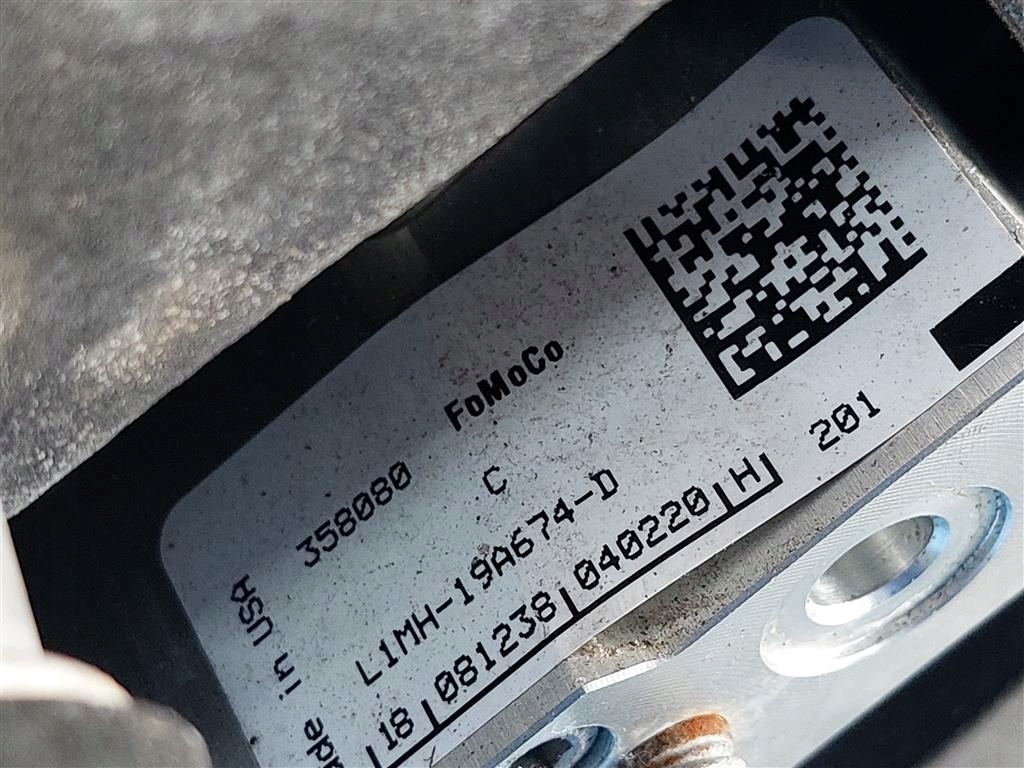 FoMoCo
358080 C
L1MH-19A674-D
18 081238 040220 H 201
ade in USA